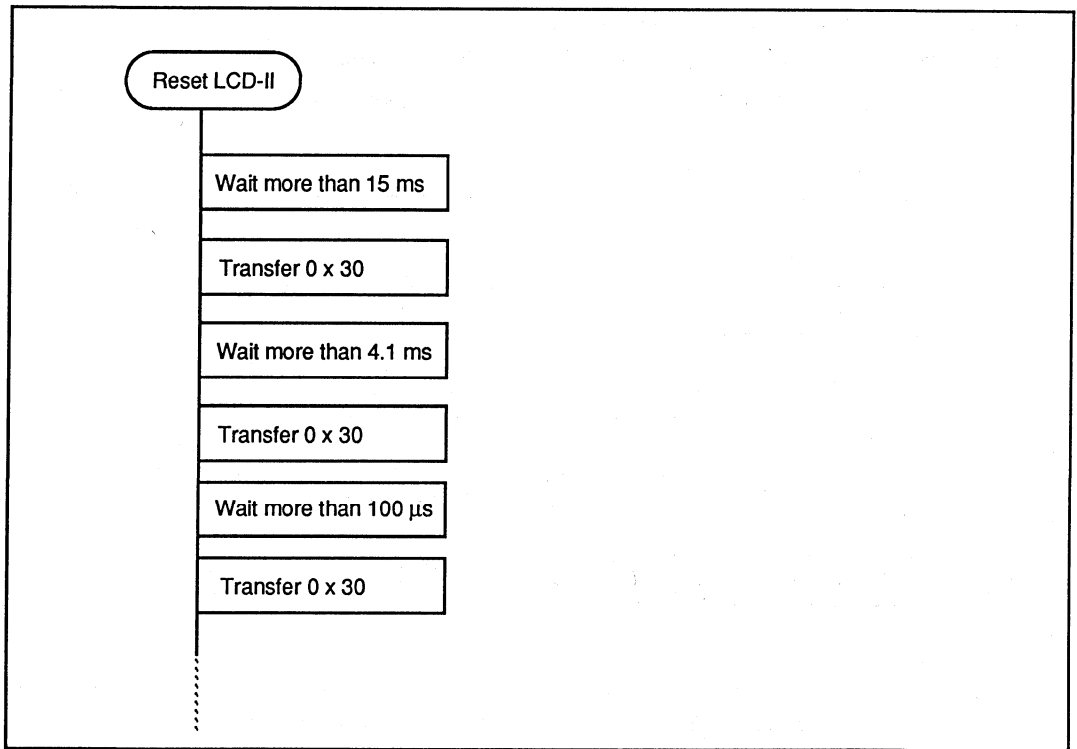 Reset LCD-II
Wait more than 15 ms
Transfer 0 x 30
Wait more than 4.1 ms
Transfer 0 x 30
Wait more than 100 µs
Transfer 0 x 30